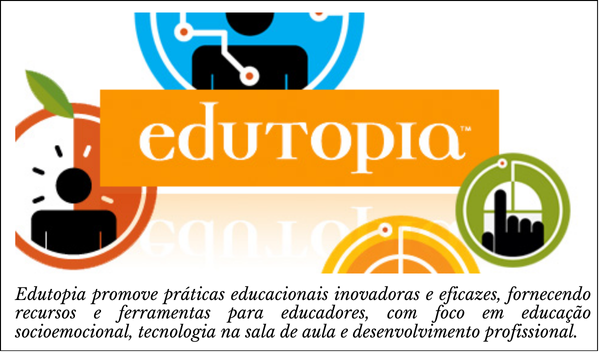 edutopia™
Edutopia promove práticas educacionais inovadoras e eficazes, fornecendo
recursos e ferramentas para educadores, com foco em educação
socioemocional, tecnologia na sala de aula e desenvolvimento profissional.